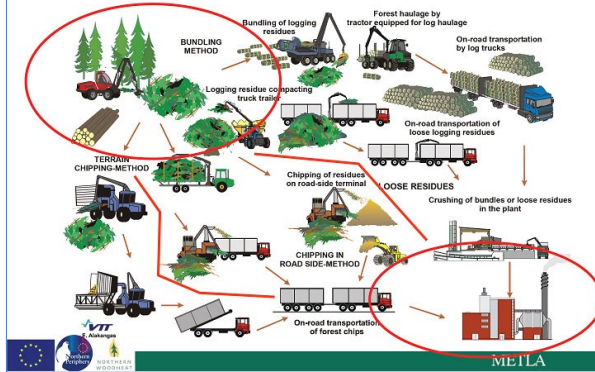 BUNDLING
METHOD
Bundling of logging
residues
Forest haulage by
tractor equipped for log haulage
On-road transportation
by log trucks
Logging residue compacting
truck trailer
On-road transportation of
loose logging residues
TERRAIN
CHIPPING-METHOD
Chipping of residues
on road-side terminal
LOOSE RESIDUES
Crushing of bundles or loose residues
in the plant
CHIPPING IN
ROAD SIDE-METHOD
On-road transportation
of forest chips
VTT
E. Alakangas
Northern
Periphery
NORTHERN
WOODHEAT
METLA